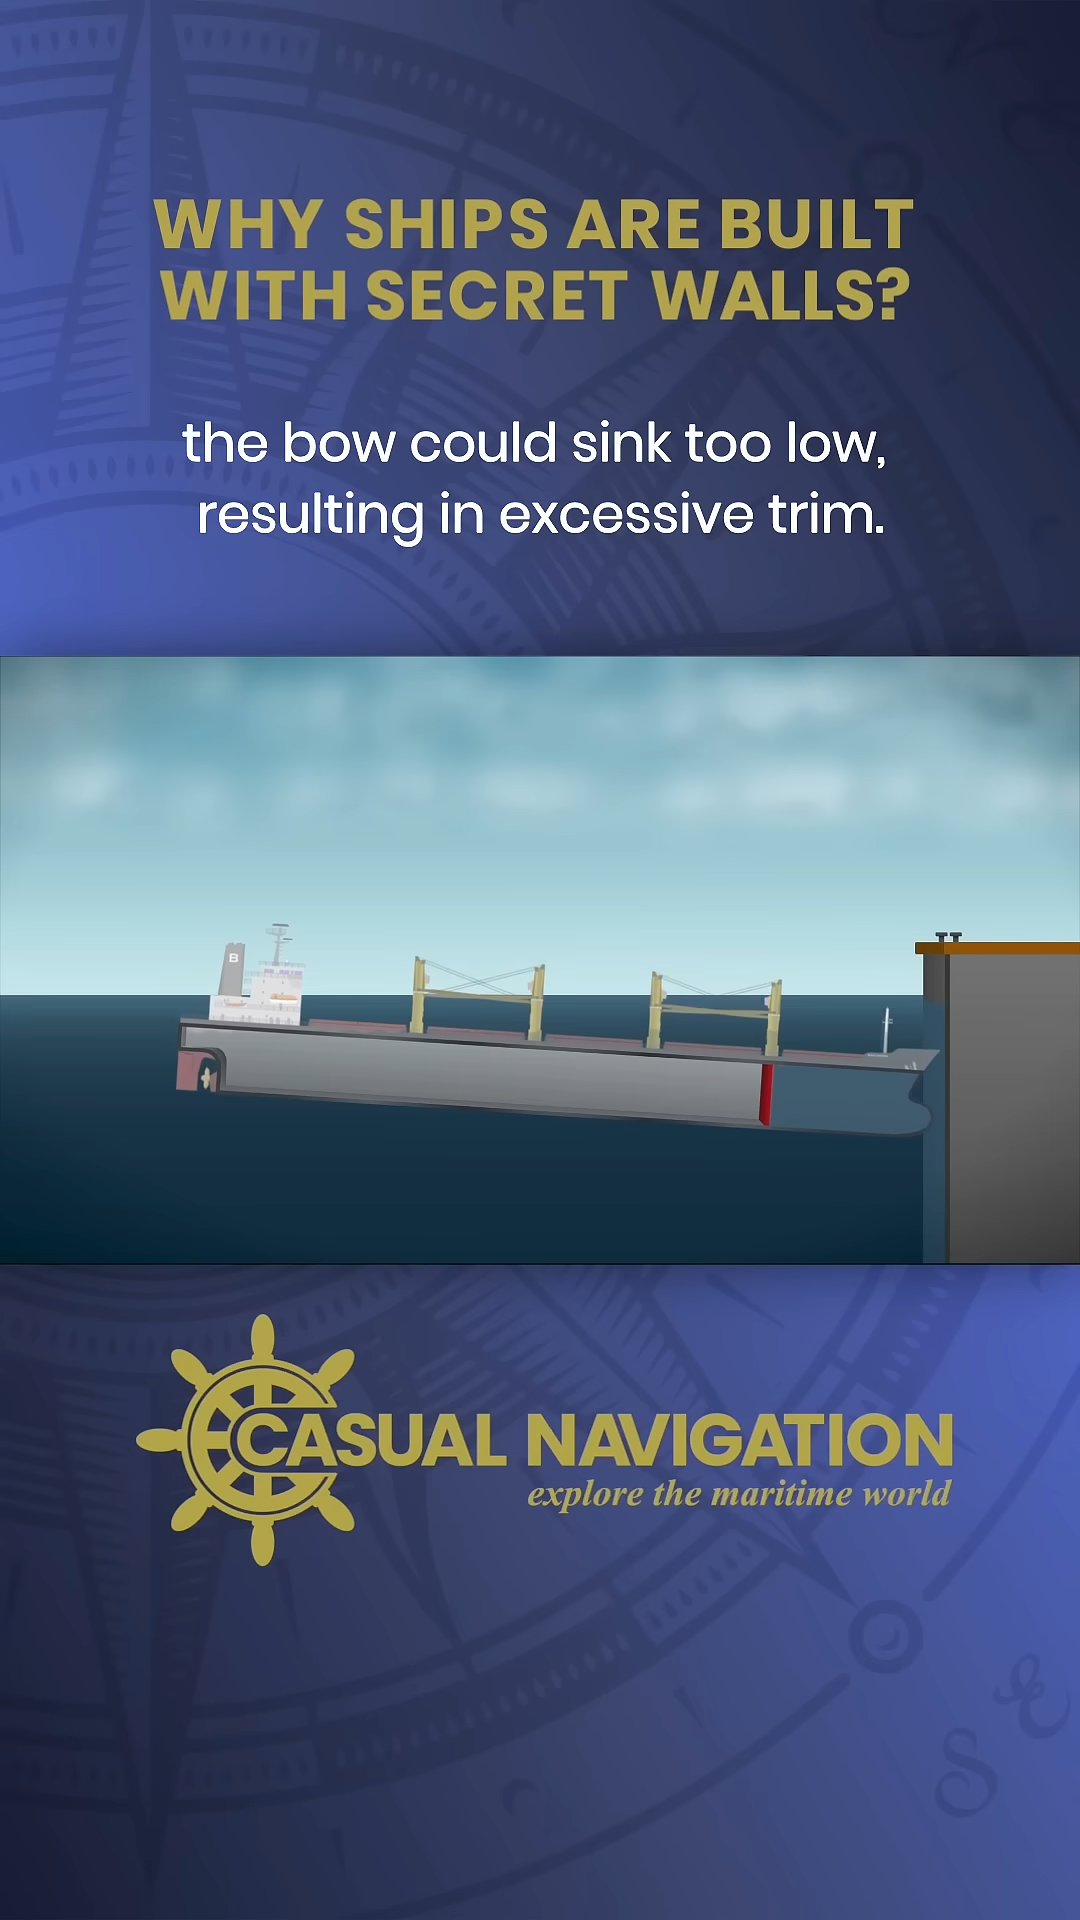 WHY SHIPS ARE BUILT
WITH SECRET WALLS?
the bow could sink too low,
resulting in excessive trim.
B
CASUAL NAVIGATION
explore the maritime world
N
S
&